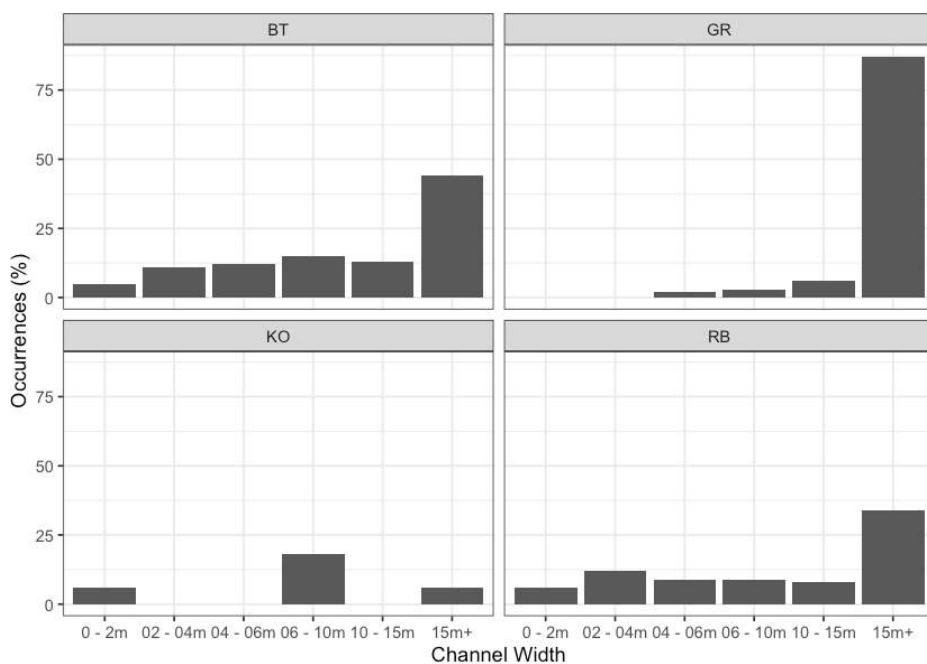 BT GR
75
50
25
0
Occurrences (%)
KO RB
75
50
25
0
0 - 2m 02 - 04m 04 - 06m 06 - 10m 10 - 15m 15m+ 0 - 2m 02 - 04m 04 - 06m 06 - 10m 10 - 15m 15m+
Channel Width